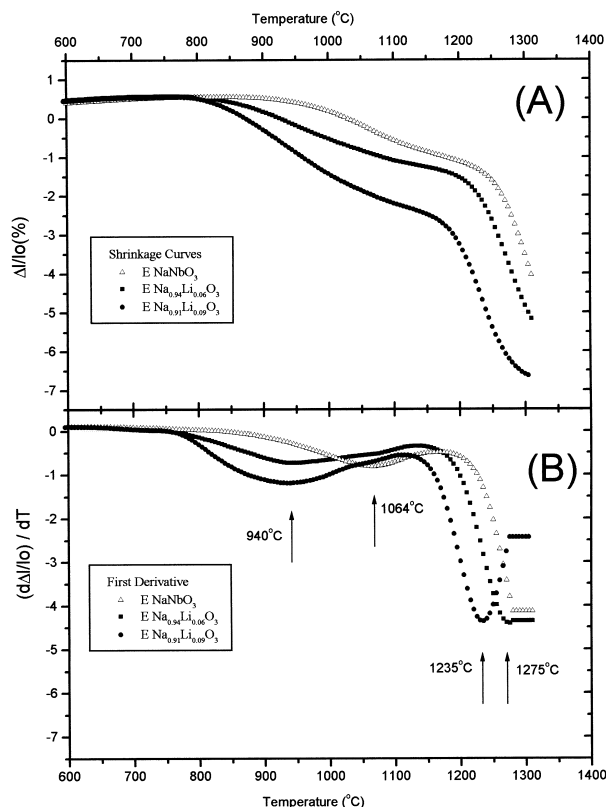 Temperature (°C)
600 700 800 900 1000 1100 1200 1300
1
0
-1
-2
-3
-4
-5
-6
-7
Δl/lo(%)
(A)
Shrinkage Curves
E NaNbO3
E Na0.94Li0.06O3
E Na0.91Li0.09O3
0
-1
-2
-3
-4
-5
-6
-7
(dΔl/lo) / dT
(B)
940°C
1064°C
First Derivative
E NaNbO3
E Na0.94Li0.06O3
E Na0.91Li0.09O3
1235°C
1275°C
600 700 800 900 1000 1100 1200 1300
Temperature (°C)